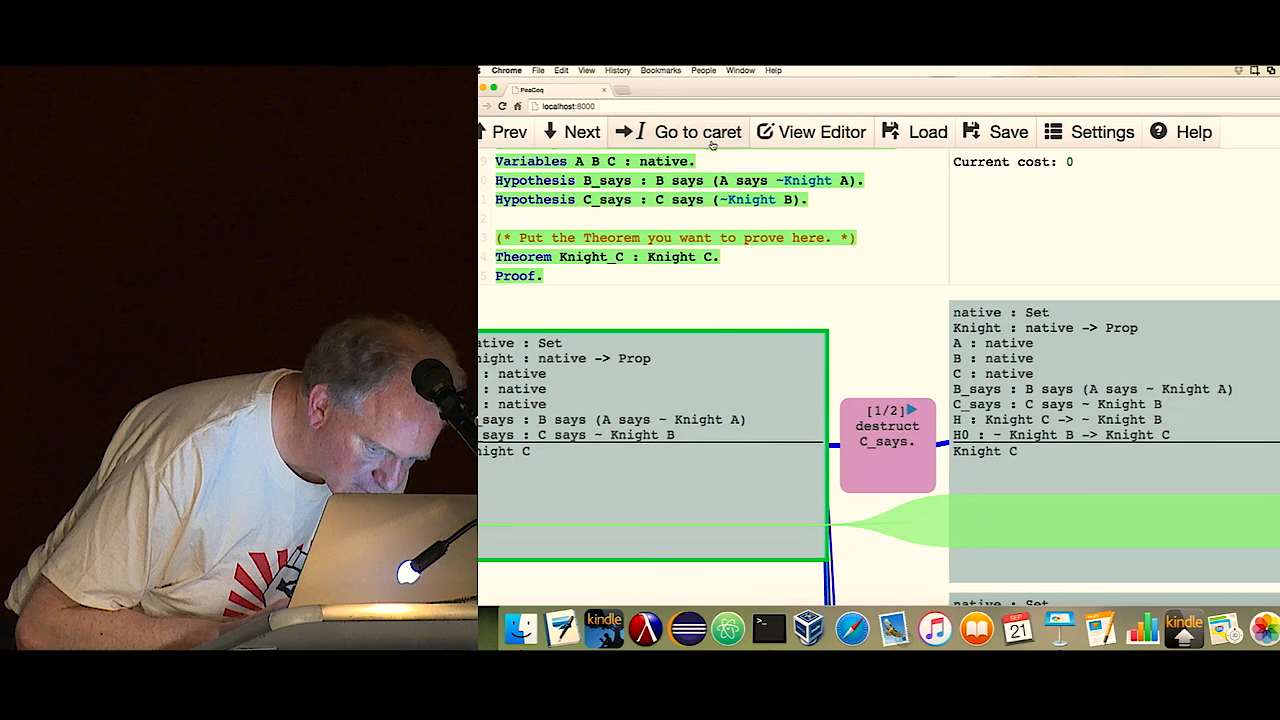 Chrome File Edit View History Bookmarks People Window Help
PeaCoq
localhost:8000
Prev Next Go to caret View Editor Load Save Settings Help
Variables A B C : native.
Hypothesis B_says : B says (A says ~Knight A).
Hypothesis C_says : C says (~Knight B).
(* Put the Theorem you want to prove here. *)
Theorem Knight_C : Knight C.
Proof.
Current cost: 0
ative : Set
night : native -> Prop
: native
: native
: native
_says : B says (A says ~ Knight A)
_says : C says ~ Knight B
night C
[1/2]
destruct
C_says.
native : Set
Knight : native -> Prop
A : native
B : native
C : native
B_says : B says (A says ~ Knight A)
C_says : C says ~ Knight B
H : Knight C -> ~ Knight B
H0 : ~ Knight B -> Knight C
Knight C
native : Set
kindle
SEP
21
kindle